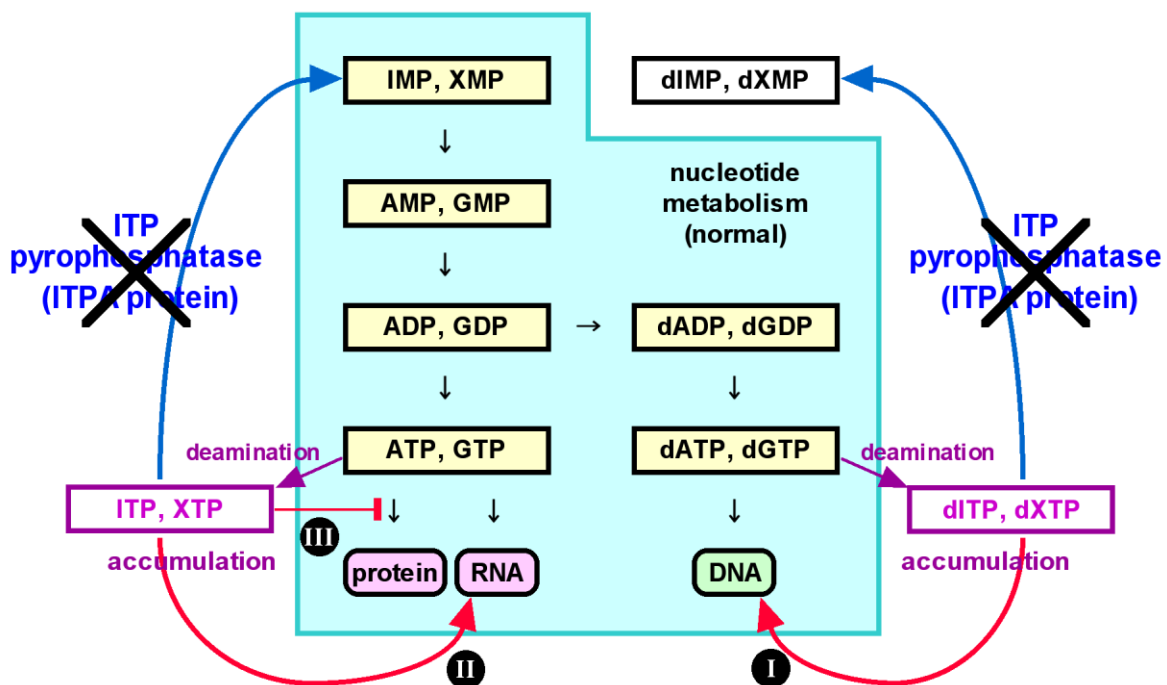 IMP, XMP
dIMP, dXMP
AMP, GMP
nucleotide
metabolism
(normal)
ITP
pyrophosphatase
(ITPA protein)
ITP
pyrophosphatase
(ITPA protein)
ADP, GDP
dADP, dGDP
ATP, GTP
dATP, dGTP
deamination
deamination
ITP, XTP
dITP, dXTP
III
accumulation
accumulation
protein
RNA
DNA
II
I